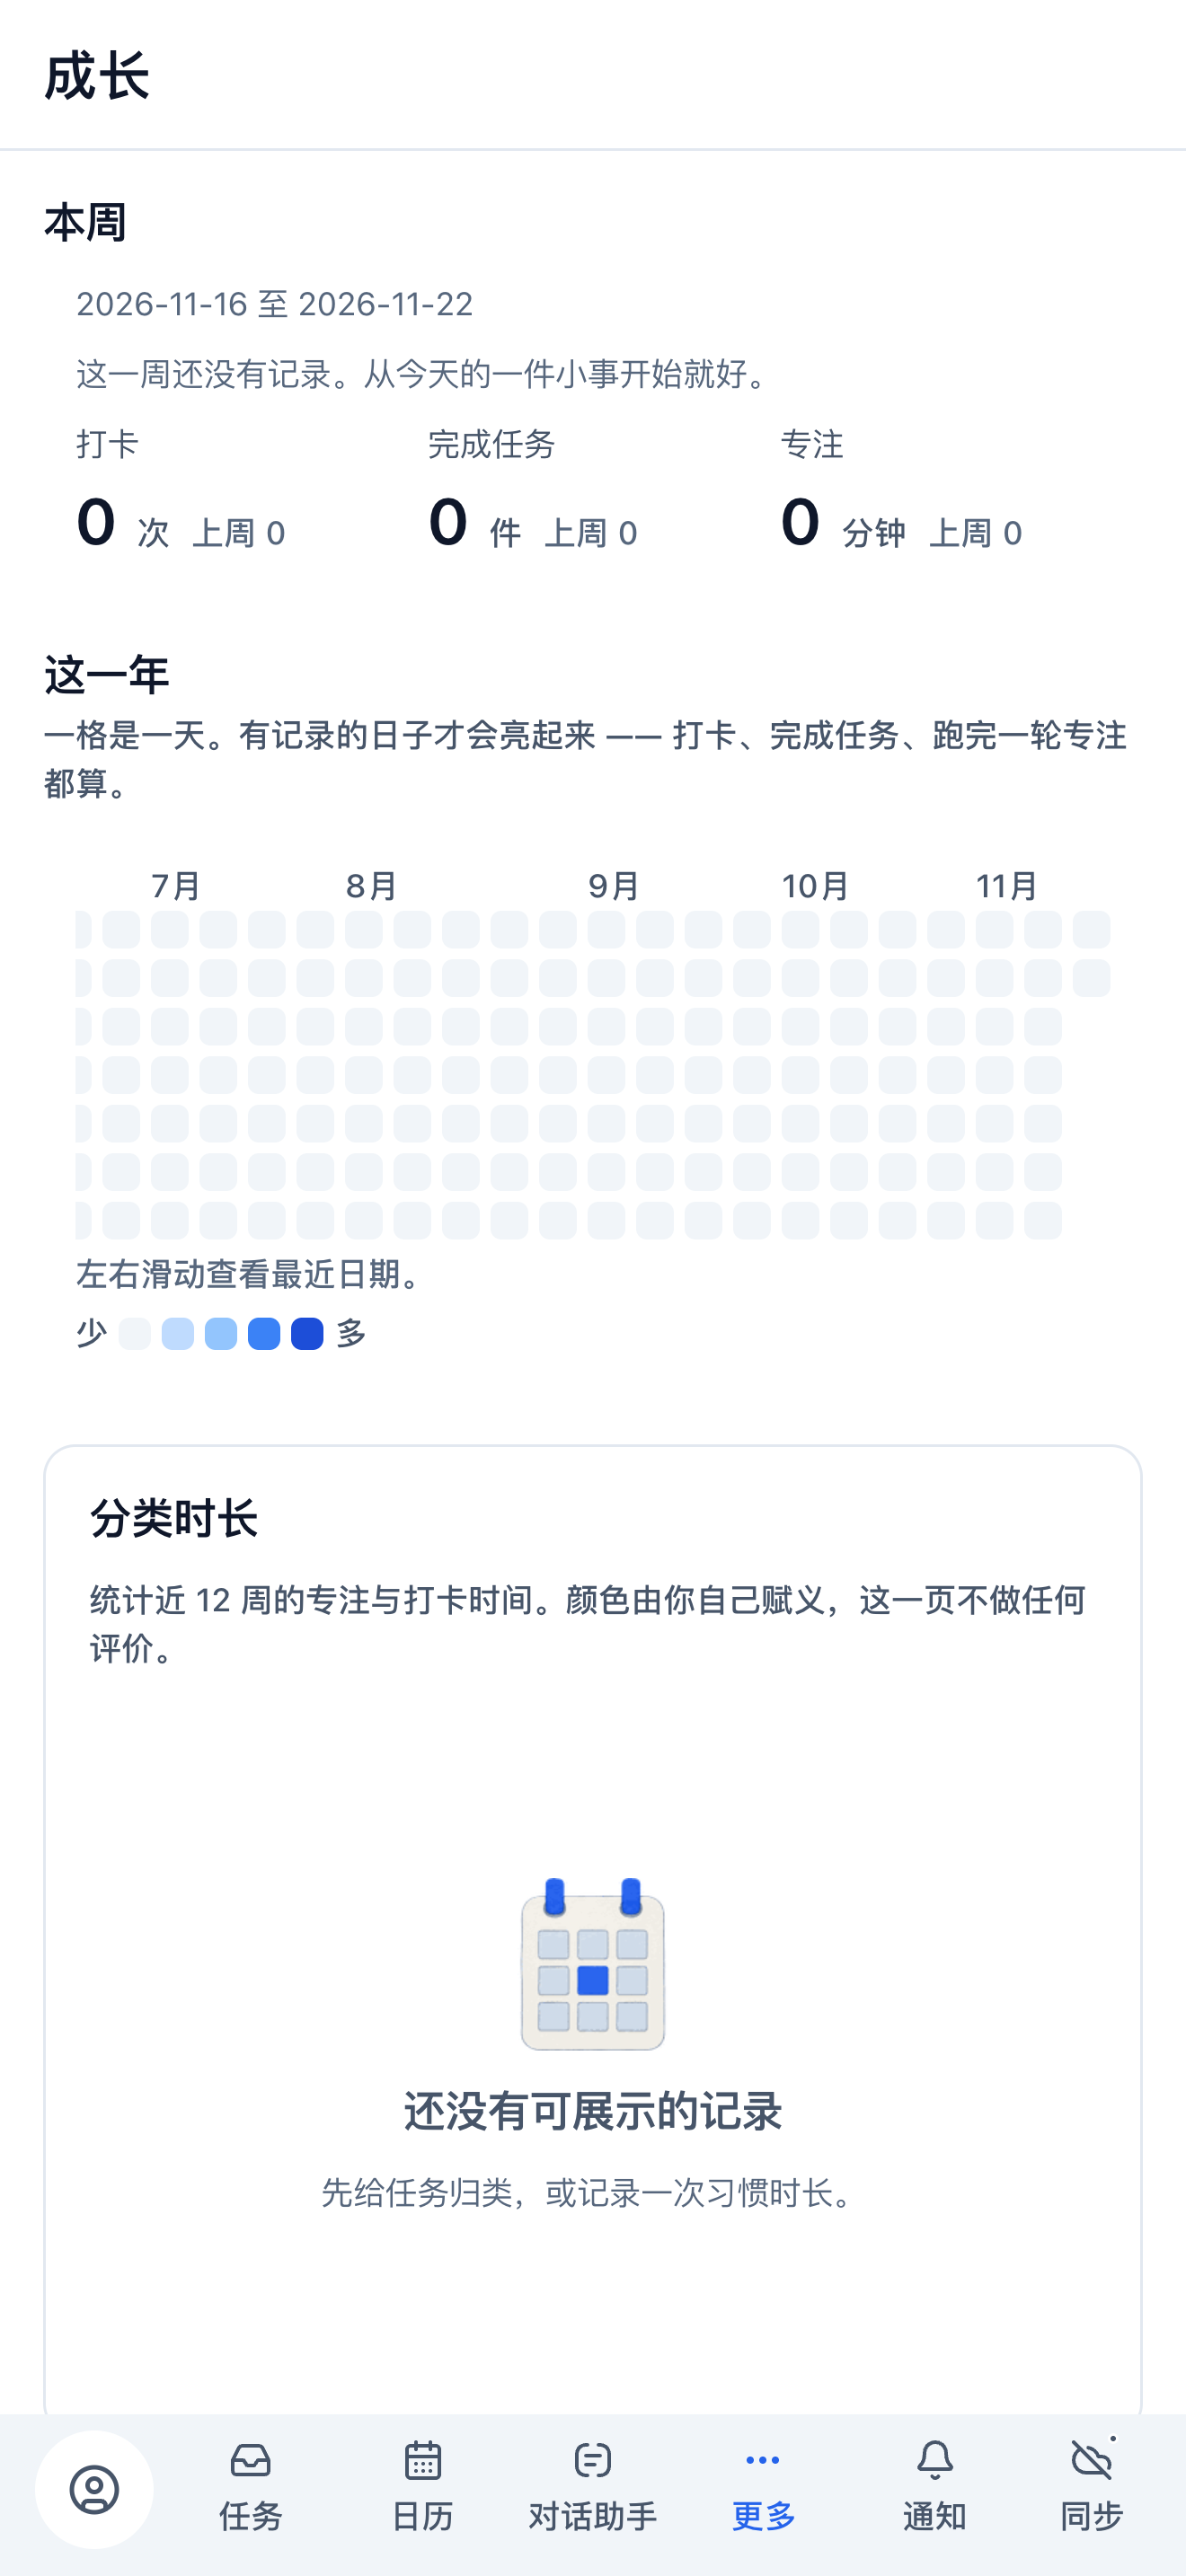 成长
本周
2026-11-16 至 2026-11-22
这一周还没有记录。从今天的一件小事开始就好。
打卡 完成任务 专注
0 次 上周 0 0 件 上周 0 0 分钟 上周 0
这一年
一格是一天。有记录的日子才会亮起来 —— 打卡、完成任务、跑完一轮专注
都算。
7月 8月 9月 10月 11月
左右滑动查看最近日期。
少 多
分类时长
统计近 12 周的专注与打卡时间。颜色由你自己赋义，这一页不做任何
评价。
还没有可展示的记录
先给任务归类，或记录一次习惯时长。
任务 日历 对话助手 更多 通知 同步